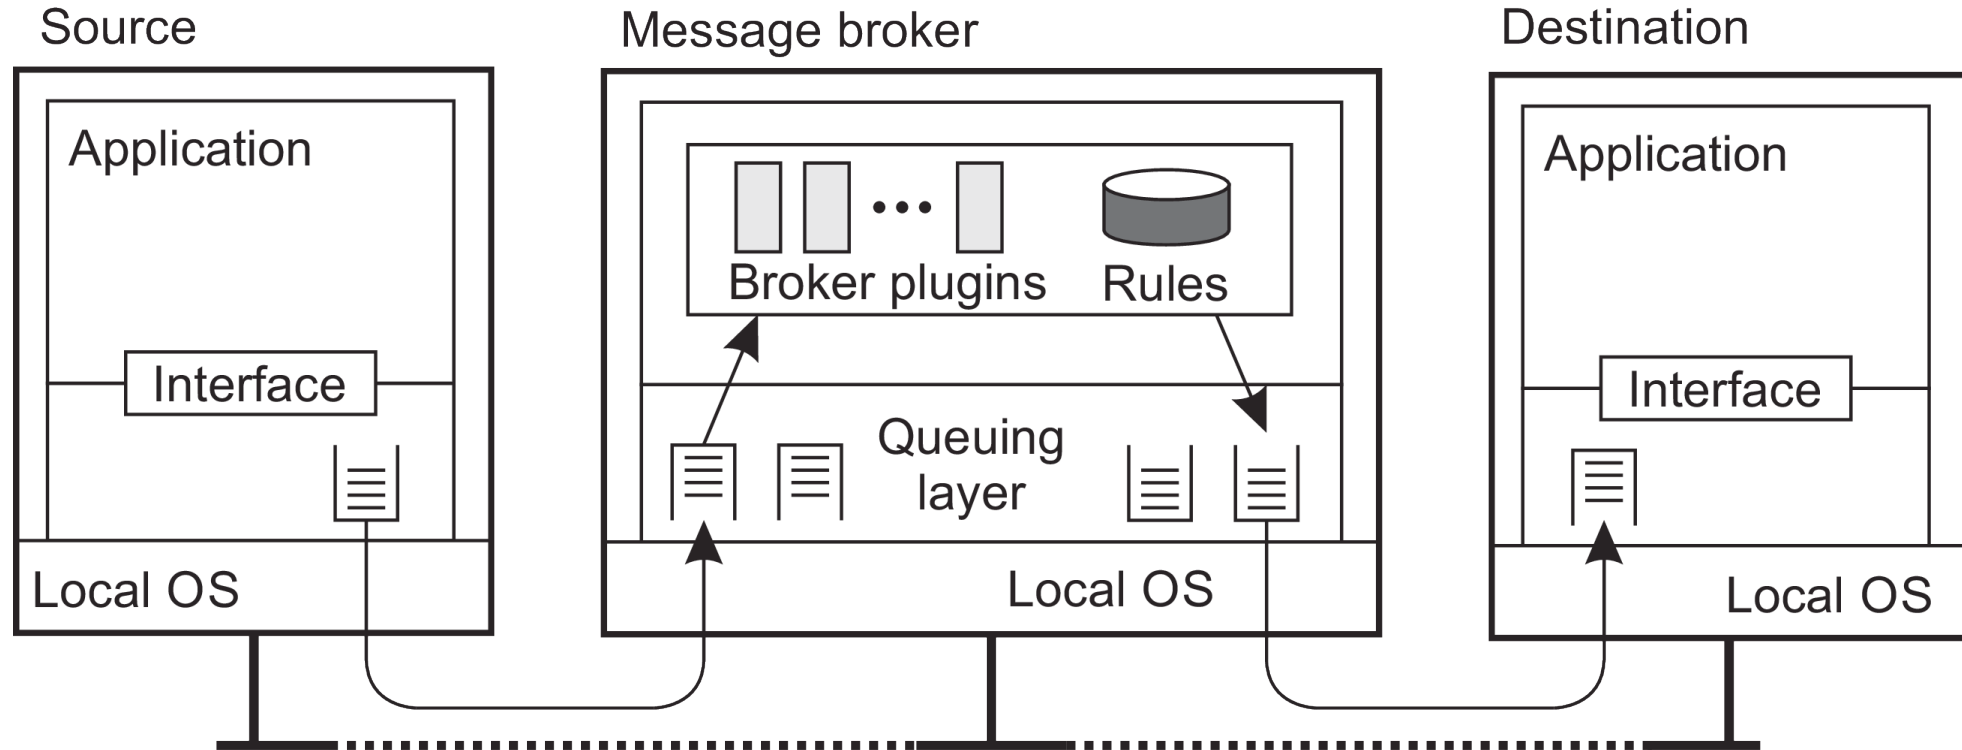 Source
Message broker
Destination
Application
Application
Broker plugins
Rules
Interface
Interface
Queuing
layer
Local OS
Local OS
Local OS